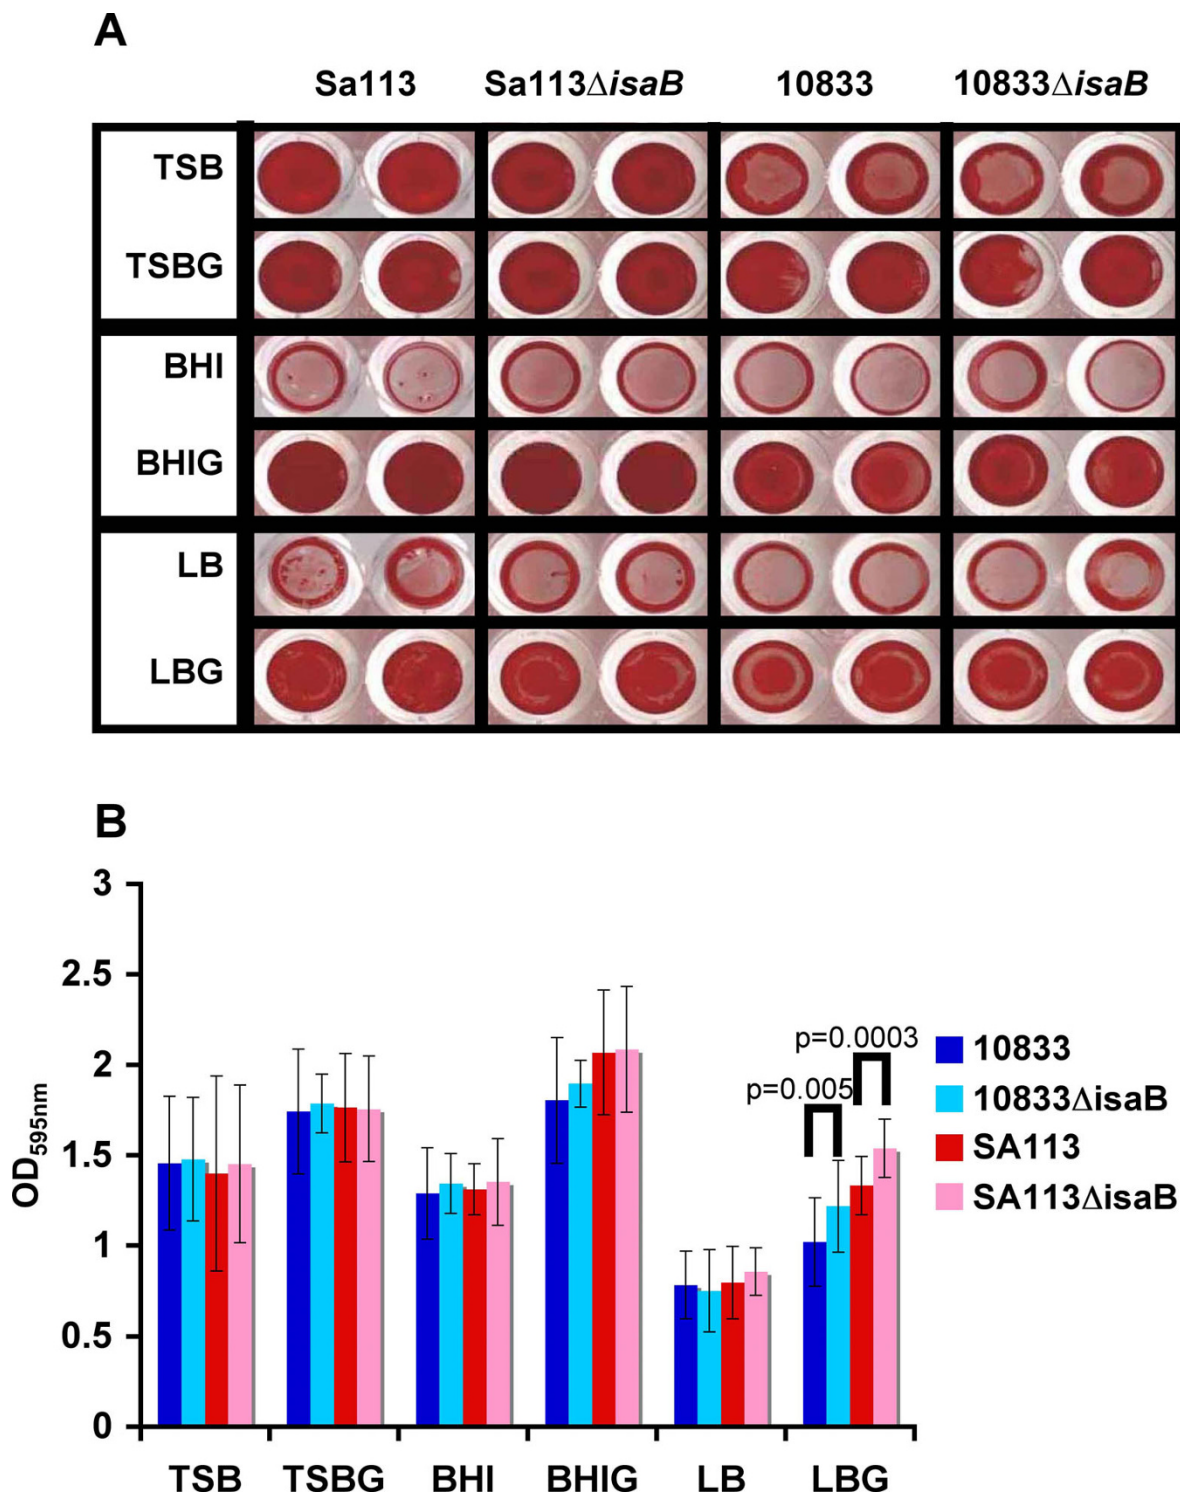 A
Sa113 Sa113ΔisaB 10833 10833ΔisaB
TSB
TSBG
BHI
BHIG
LB
LBG
B
3
2.5
2
1.5
1
0.5
0
OD595nm
p=0.0003
p=0.005
10833
10833ΔisaB
SA113
SA113ΔisaB
TSB TSBG BHI BHIG LB LBG